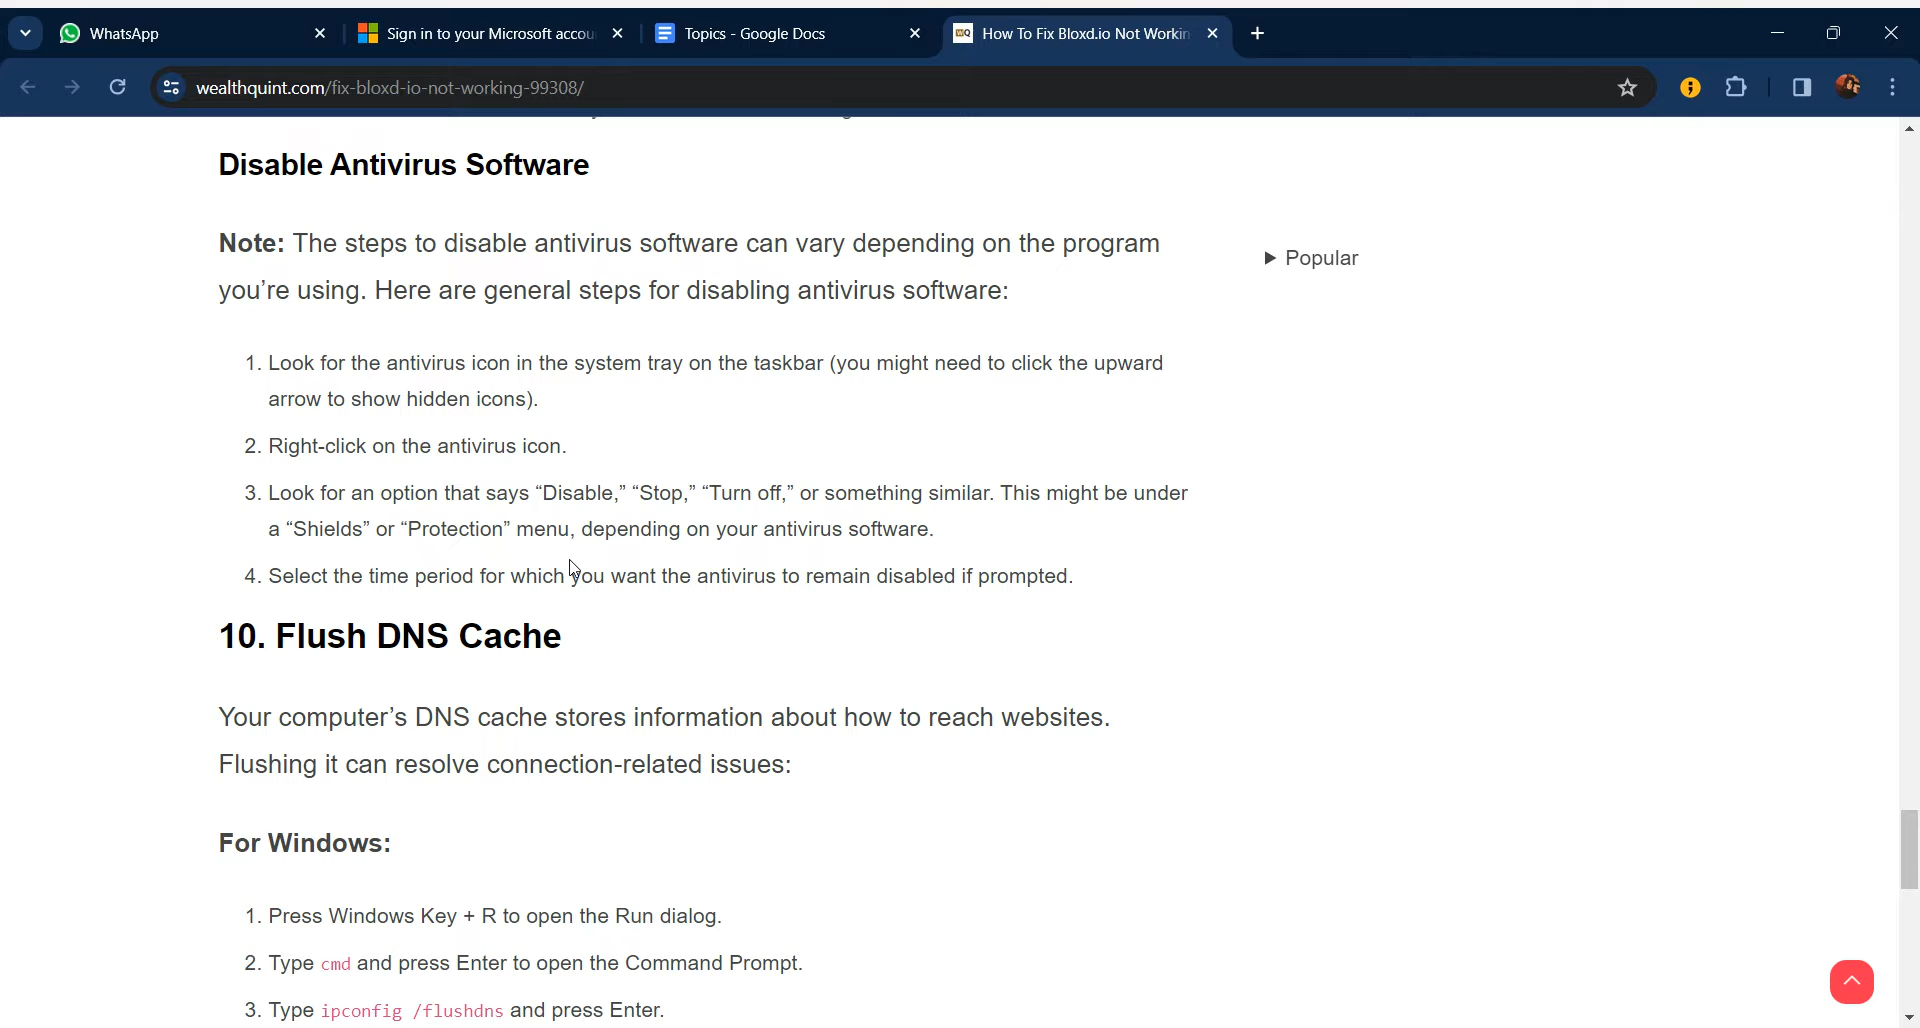 WhatsApp
Sign in to your Microsoft accou
Topics - Google Docs
How To Fix Bloxd.io Not Workin
wealthquint.com/fix-bloxd-io-not-working-99308/
Disable Antivirus Software
Note: The steps to disable antivirus software can vary depending on the program
you’re using. Here are general steps for disabling antivirus software:
Popular
1. Look for the antivirus icon in the system tray on the taskbar (you might need to click the upward
arrow to show hidden icons).
2. Right-click on the antivirus icon.
3. Look for an option that says “Disable,” “Stop,” “Turn off,” or something similar. This might be under
a “Shields” or “Protection” menu, depending on your antivirus software.
4. Select the time period for which you want the antivirus to remain disabled if prompted.
10. Flush DNS Cache
Your computer’s DNS cache stores information about how to reach websites.
Flushing it can resolve connection-related issues:
For Windows:
1. Press Windows Key + R to open the Run dialog.
2. Type cmd and press Enter to open the Command Prompt.
3. Type ipconfig /flushdns and press Enter.